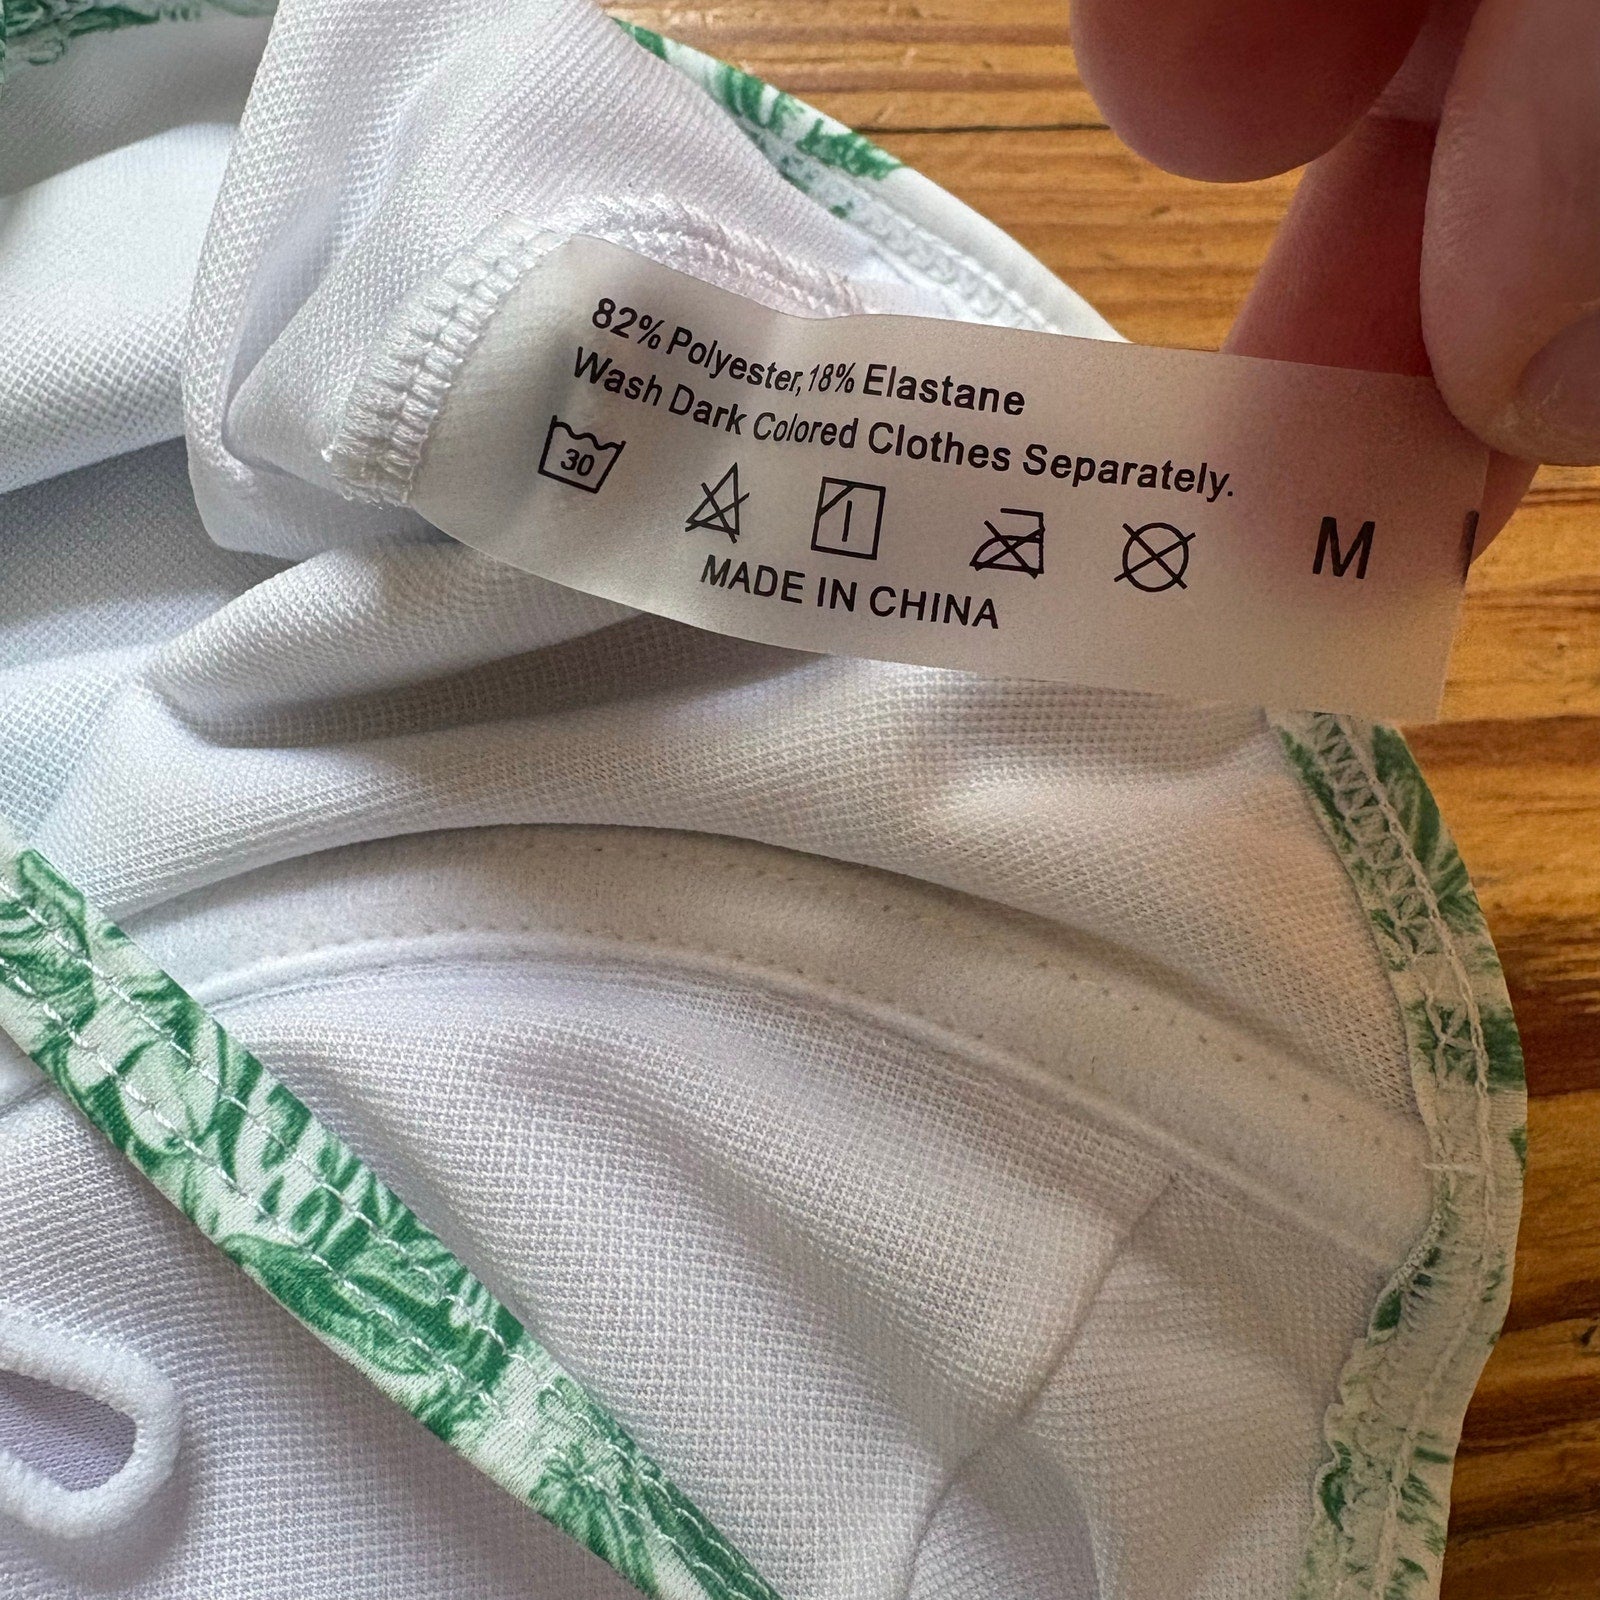 82% Polyester,18% Elastane
Wash Dark Colored Clothes Separately.
30
M
MADE IN CHINA